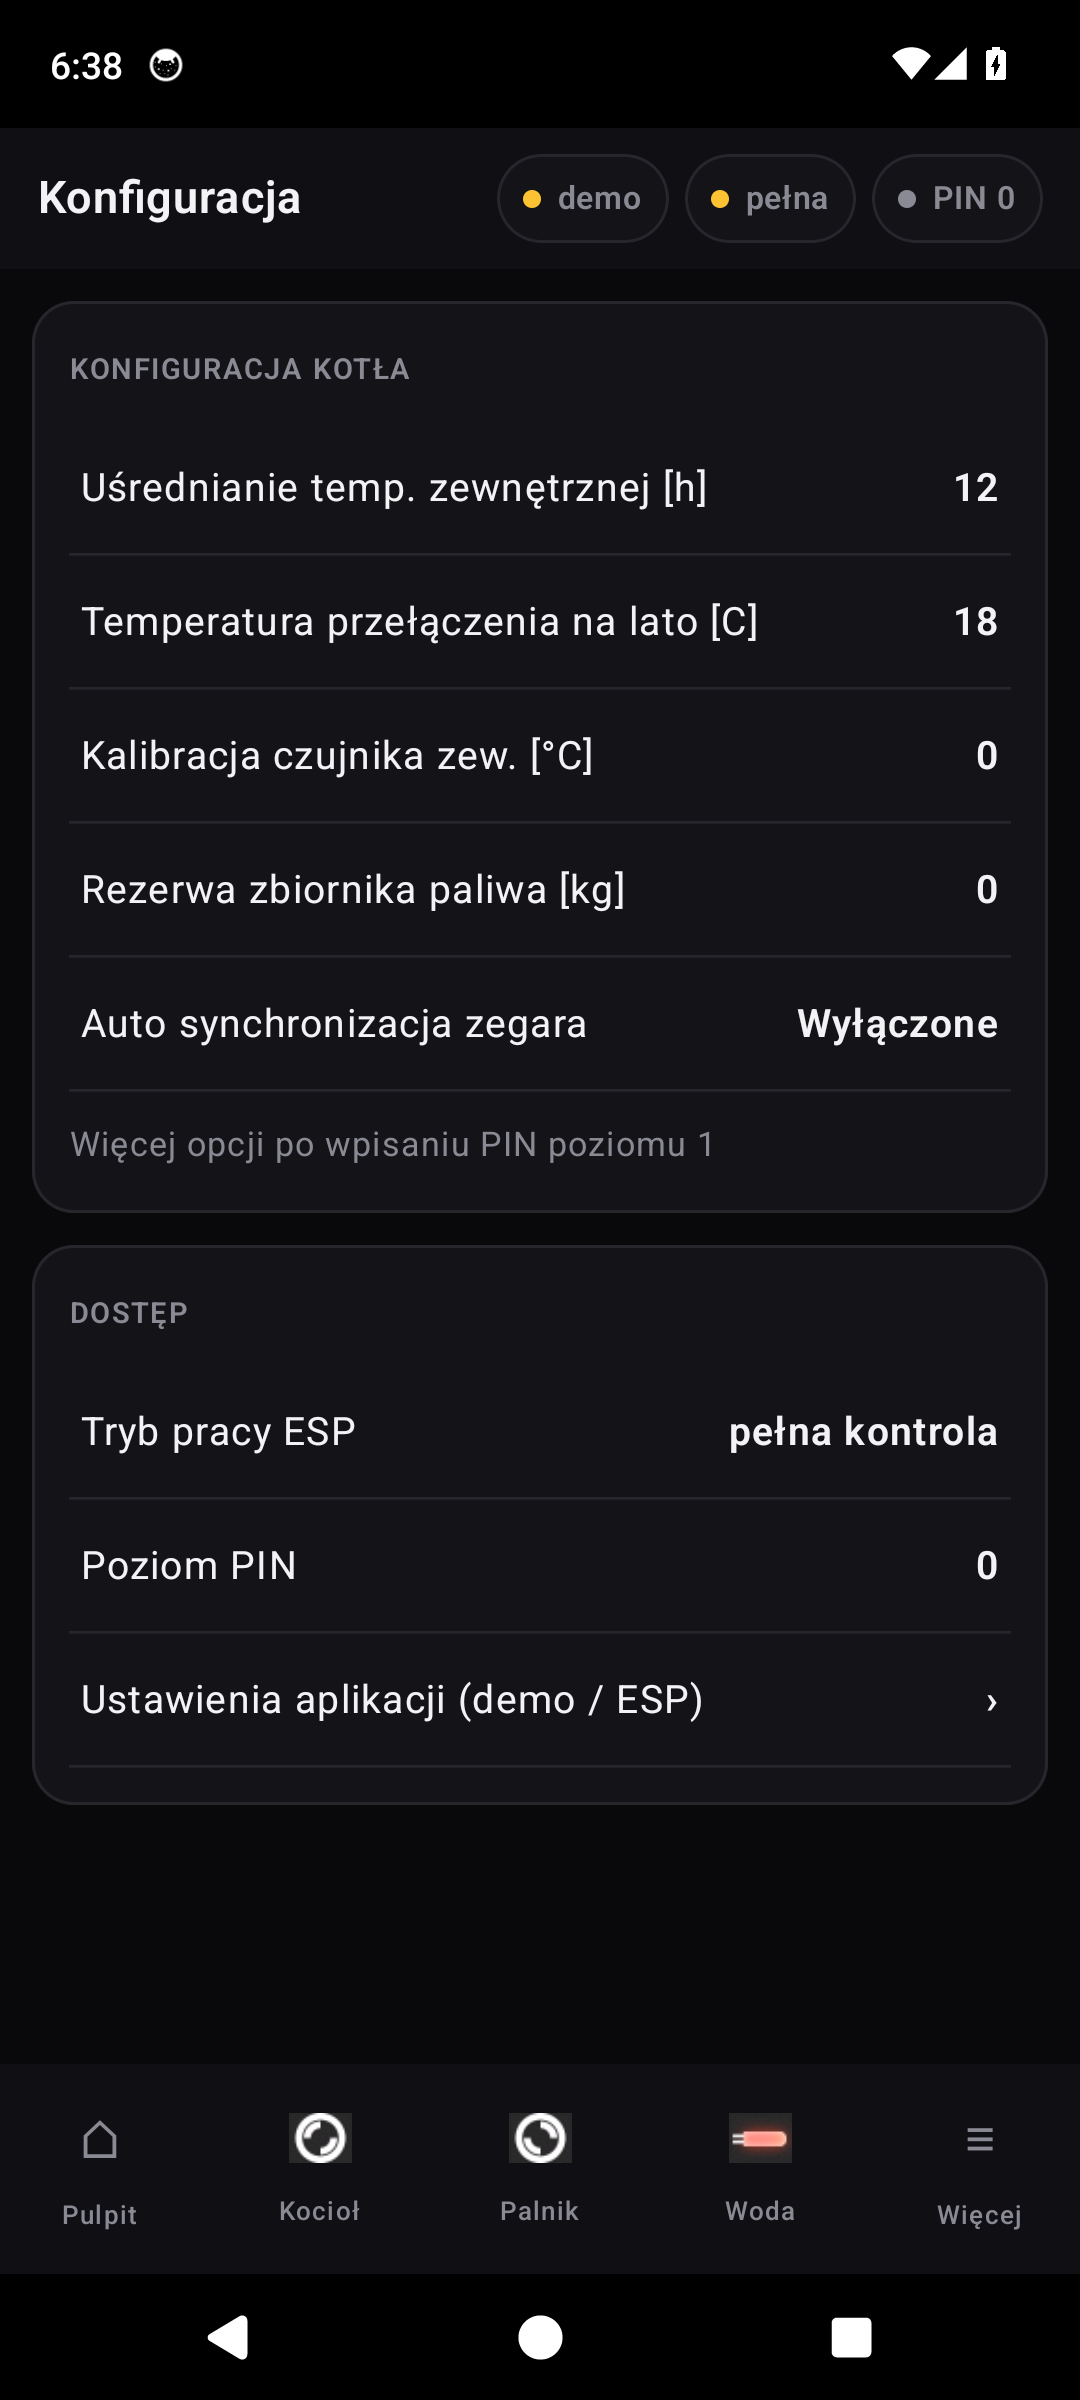 6:38
Konfiguracja
demo
pełna
PIN 0
KONFIGURACJA KOTŁA
Uśrednianie temp. zewnętrznej [h] 12
Temperatura przełączenia na lato [C] 18
Kalibracja czujnika zew. [°C] 0
Rezerwa zbiornika paliwa [kg] 0
Auto synchronizacja zegara Wyłączone
Więcej opcji po wpisaniu PIN poziomu 1
DOSTĘP
Tryb pracy ESP pełna kontrola
Poziom PIN 0
Ustawienia aplikacji (demo / ESP) ›
Pulpit
Kocioł
Palnik
Woda
Więcej